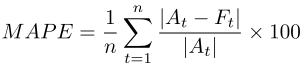 MAPE = \frac{1}{n} \sum_{t=1}^{n} \frac{|A_t - F_t|}{|A_t|} \times 100